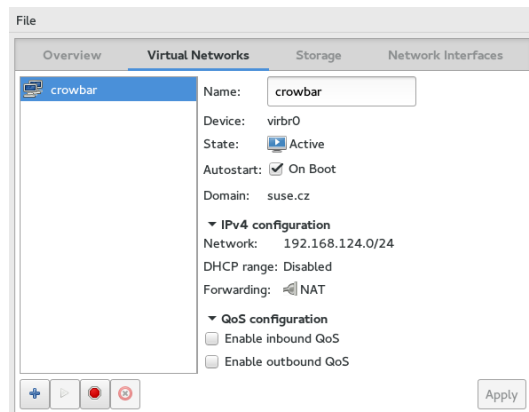 File
Overview Virtual Networks Storage Network Interfaces
crowbar
Name: crowbar
Device: virbr0
State: Active
Autostart: On Boot
Domain: suse.cz
IPv4 configuration
Network: 192.168.124.0/24
DHCP range: Disabled
Forwarding: NAT
QoS configuration
Enable inbound QoS
Enable outbound QoS
Apply